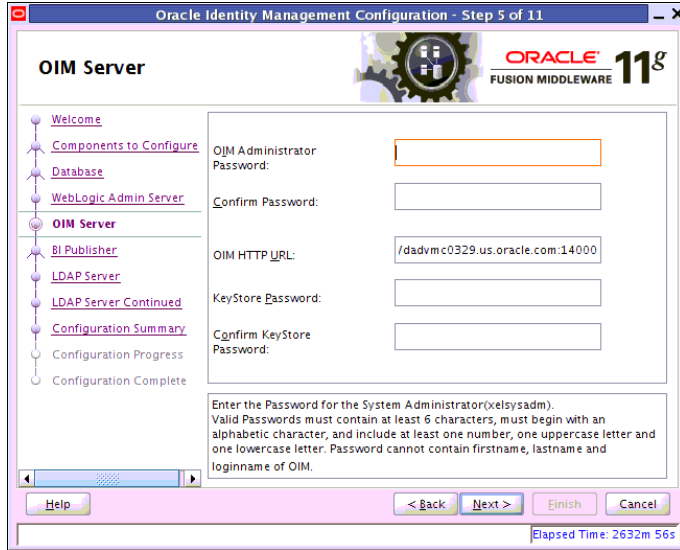 Oracle Identity Management Configuration - Step 5 of 11
OIM Server
ORACLE
FUSION MIDDLEWARE 11g
Welcome
Components to Configure
Database
WebLogic Admin Server
OIM Server
BI Publisher
LDAP Server
LDAP Server Continued
Configuration Summary
Configuration Progress
Configuration Complete
OIM Administrator
Password:
Confirm Password:
OIM HTTP URL:
/dadvmc0329.us.oracle.com:14000
KeyStore Password:
Confirm KeyStore
Password:
Enter the Password for the System Administrator(xelsysadm).
Valid Passwords must contain at least 6 characters, must begin with an
alphabetic character, and include at least one number, one uppercase letter and
one lowercase letter. Password cannot contain firstname, lastname and
loginname of OIM.
Help
< Back
Next >
Finish
Cancel
Elapsed Time: 2632m 56s